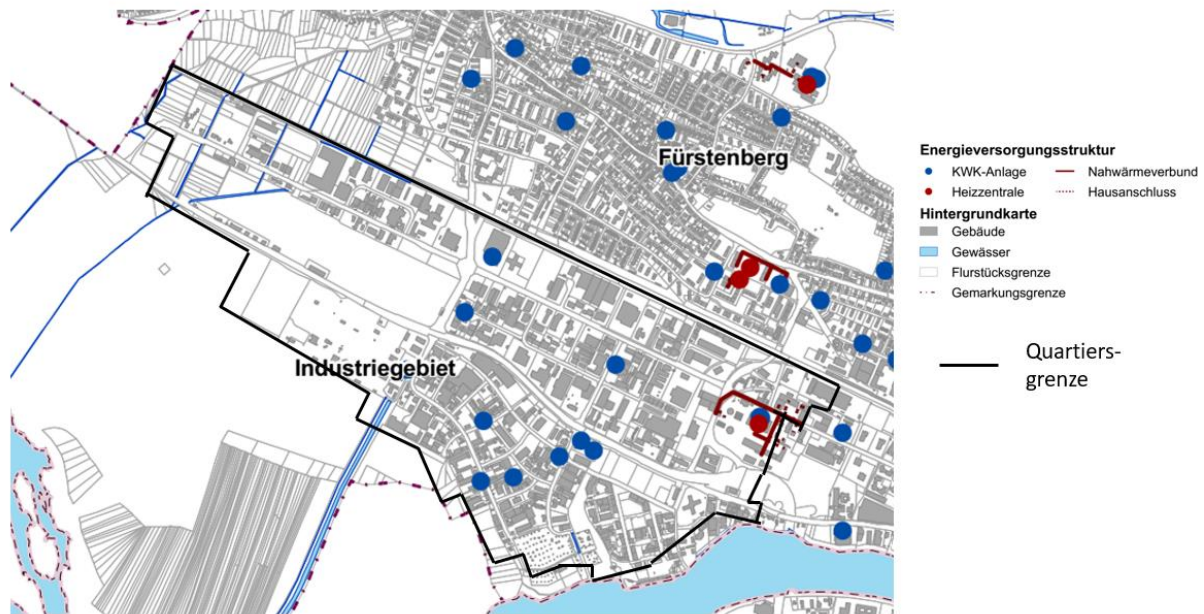 Fürstenberg
Industriegebiet
Energieversorgungsstruktur
KWK-Anlage
Nahwärmeverbund
Heizzentrale
Hausanschluss
Hintergrundkarte
Gebäude
Gewässer
Flurstücksgrenze
Gemarkungsgrenze
Quartiers-
grenze